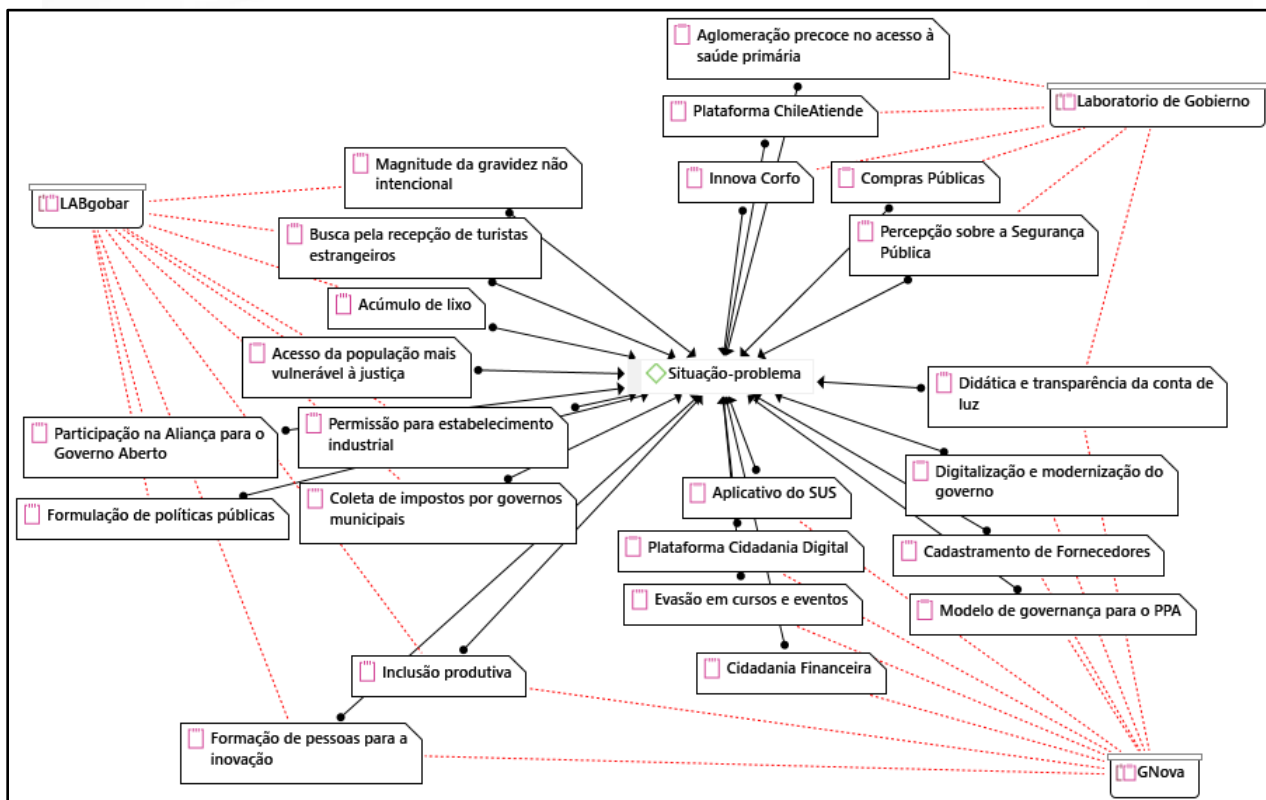 Aglomeração precoce no acesso à
saúde primária
Laboratorio de Gobierno
Plataforma ChileAtiende
Magnitude da gravidez não
intencional
Innova Corfo
Compras Públicas
LABgobar
Busca pela recepção de turistas
estrangeiros
Percepção sobre a Segurança
Pública
Acúmulo de lixo
Acesso da população mais
vulnerável à justiça
Situação-problema
Didática e transparência da conta de
luz
Participação na Aliança para o
Governo Aberto
Permissão para estabelecimento
industrial
Digitalização e modernização do
governo
Formulação de políticas públicas
Coleta de impostos por governos
municipais
Aplicativo do SUS
Plataforma Cidadania Digital
Cadastramento de Fornecedores
Evasão em cursos e eventos
Modelo de governança para o PPA
Inclusão produtiva
Cidadania Financeira
Formação de pessoas para a
inovação
GNova